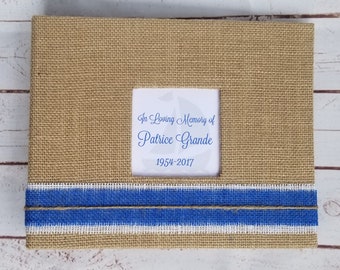 In Loving Memory of
Patrice Grande
1954-2017